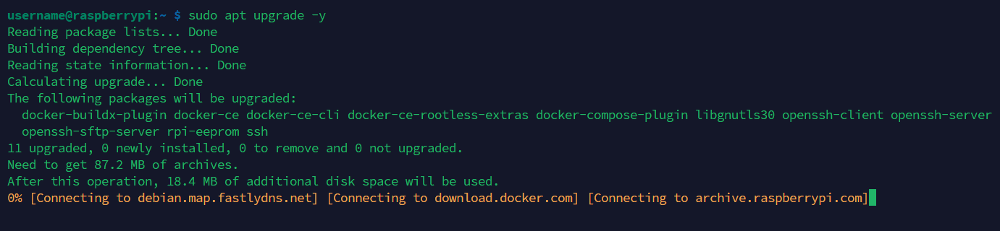 username@raspberrypi:~ $ sudo apt upgrade -y
Reading package lists... Done
Building dependency tree... Done
Reading state information... Done
Calculating upgrade... Done
The following packages will be upgraded:
  docker-buildx-plugin docker-ce docker-ce-cli docker-ce-rootless-extras docker-compose-plugin libgnutls30 openssh-client openssh-server
  openssh-sftp-server rpi-eeprom ssh
11 upgraded, 0 newly installed, 0 to remove and 0 not upgraded.
Need to get 87.2 MB of archives.
After this operation, 18.4 MB of additional disk space will be used.
0% [Connecting to debian.map.fastlydns.net] [Connecting to download.docker.com] [Connecting to archive.raspberrypi.com]